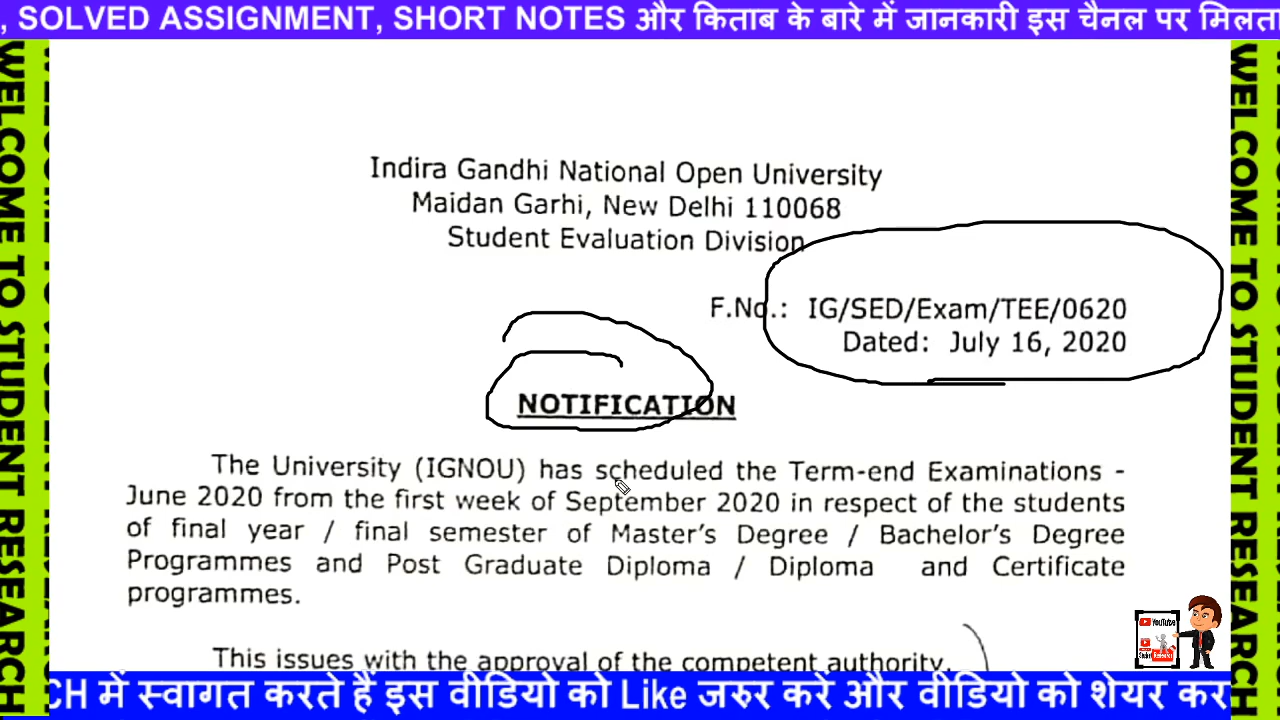 , SOLVED ASSIGNMENT, SHORT NOTES और किताब के बारे में जानकारी इस चैनल पर मिलता
WELCOME TO STUDENT RESEARCH
Indira Gandhi National Open University
Maidan Garhi, New Delhi 110068
Student Evaluation Division
F.No.: IG/SED/Exam/TEE/0620
Dated: July 16, 2020
NOTIFICATION
The University (IGNOU) has scheduled the Term-end Examinations -
June 2020 from the first week of September 2020 in respect of the students
of final year / final semester of Master's Degree / Bachelor's Degree
Programmes and Post Graduate Diploma / Diploma and Certificate
programmes.
This issues with the approval of the competent authority.
WELCOME TO STUDENT RESEARCH
YouTube
CH में स्वागत करते हैं इस वीडियो को Like जरुर करें और वीडियो को शेयर कर